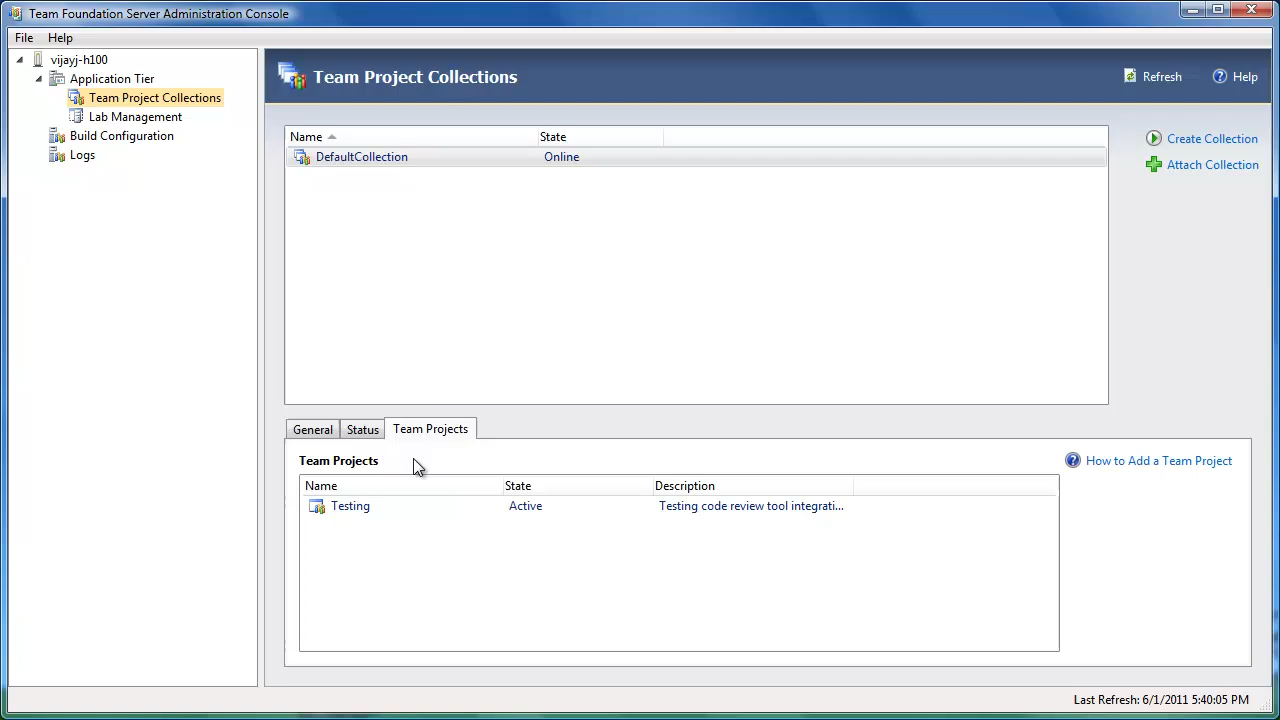 Team Foundation Server Administration Console
File Help
vijayj-h100
Application Tier
Team Project Collections
Lab Management
Build Configuration
Logs
Team Project Collections
Refresh Help
Name State
DefaultCollection Online
Create Collection
Attach Collection
General Status Team Projects
Team Projects
How to Add a Team Project
Name State Description
Testing Active Testing code review tool integrati...
Last Refresh: 6/1/2011 5:40:05 PM